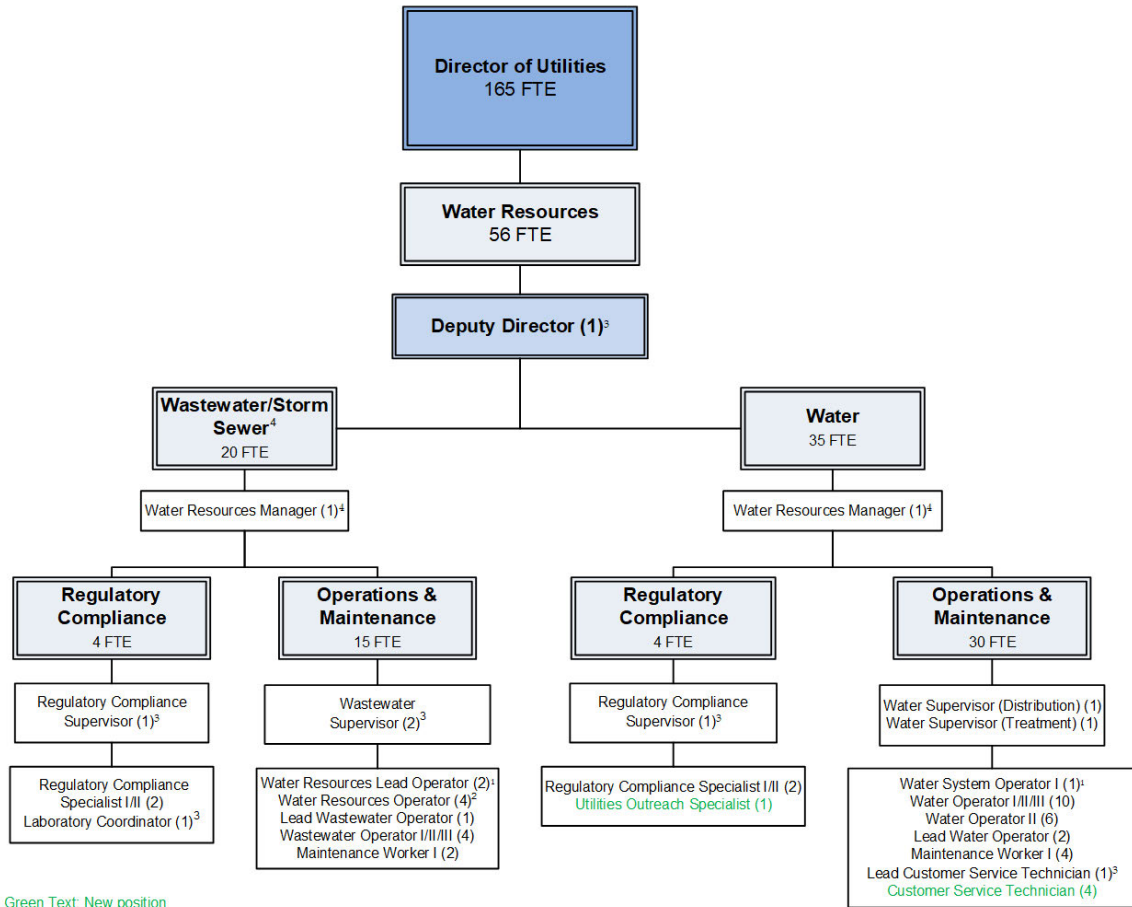 Director of Utilities
165 FTE
Water Resources
56 FTE
Deputy Director (1)³
Wastewater/Storm
Sewer⁴
20 FTE
Water
35 FTE
Water Resources Manager (1)⁴
Water Resources Manager (1)⁴
Regulatory
Compliance
4 FTE
Operations &
Maintenance
15 FTE
Regulatory
Compliance
4 FTE
Operations &
Maintenance
30 FTE
Regulatory Compliance
Supervisor (1)³
Wastewater
Supervisor (2)³
Regulatory Compliance
Supervisor (1)³
Water Supervisor (Distribution) (1)
Water Supervisor (Treatment) (1)
Regulatory Compliance
Specialist I/II (2)
Laboratory Coordinator (1)³
Water Resources Lead Operator (2)¹
Water Resources Operator (4)²
Lead Wastewater Operator (1)
Wastewater Operator I/II/III (4)
Maintenance Worker I (2)
Regulatory Compliance Specialist I/II (2)
Utilities Outreach Specialist (1)
Water System Operator I (1)¹
Water Operator I/II/III (10)
Water Operator II (6)
Lead Water Operator (2)
Maintenance Worker I (4)
Lead Customer Service Technician (1)³
Customer Service Technician (4)
Green Text: New position